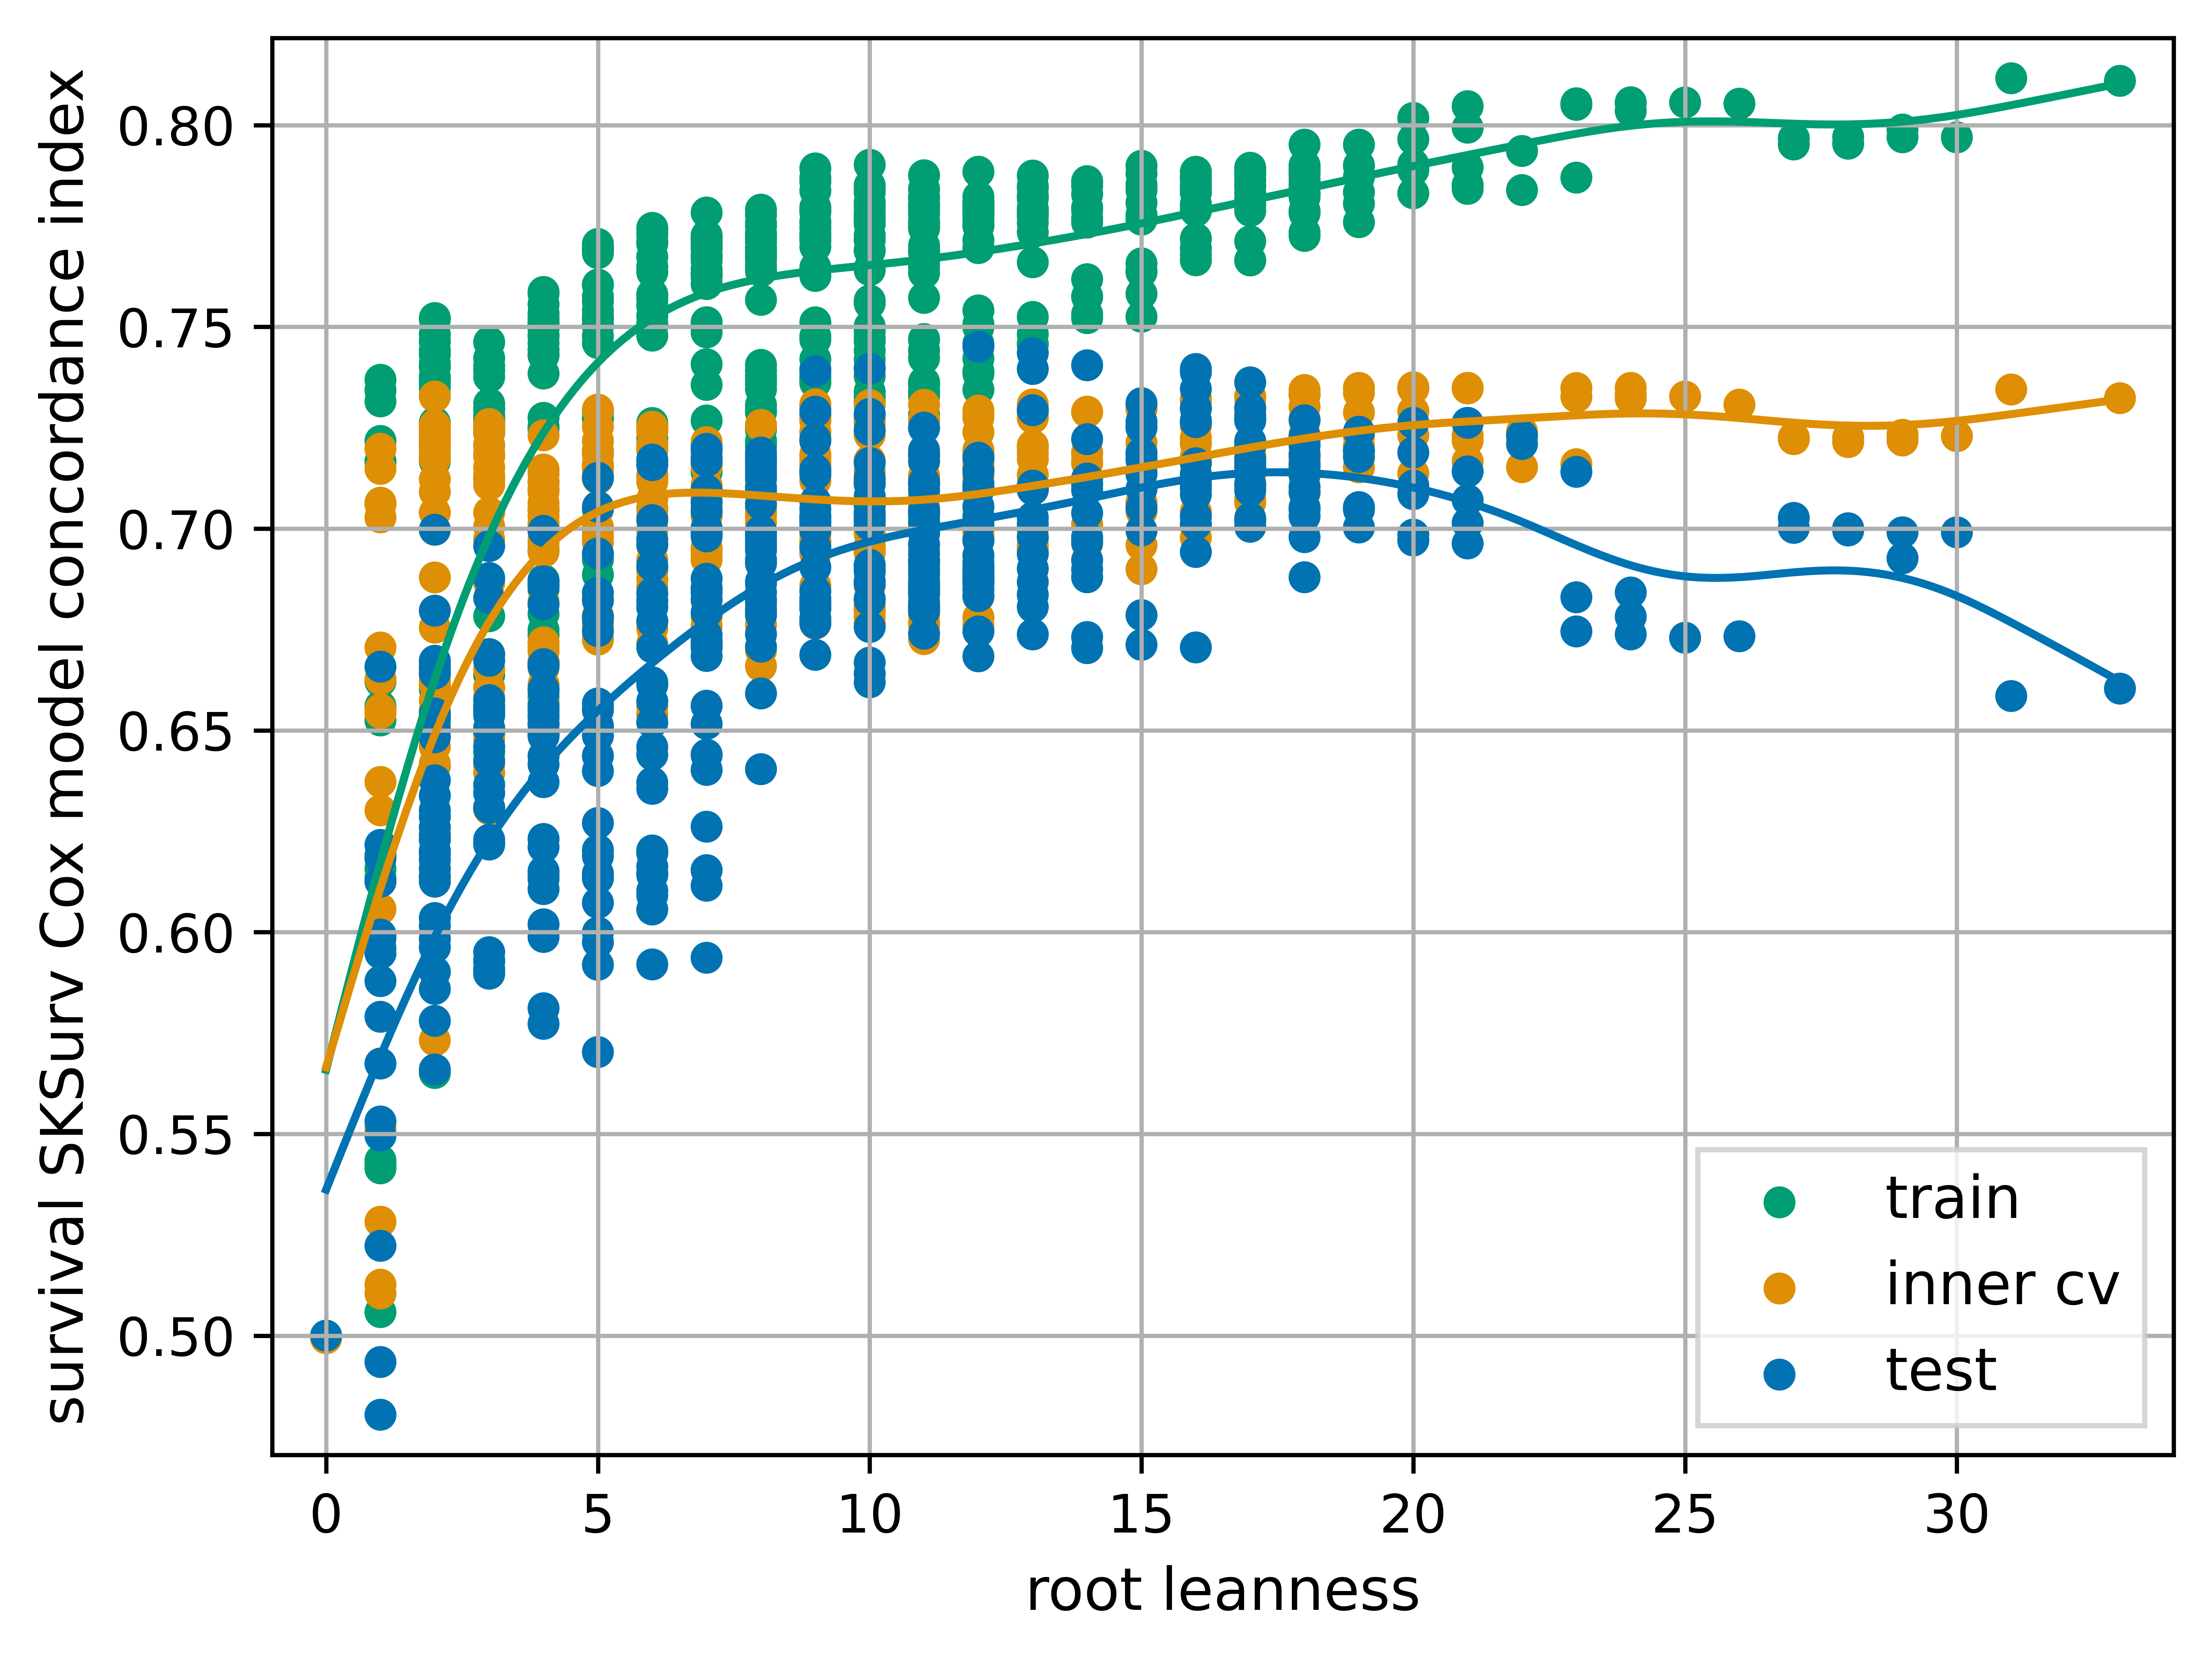 survival SKSurv Cox model concordance index
0.80
0.75
0.70
0.65
0.60
0.55
0.50
train
inner cv
test
0 5 10 15 20 25 30
root leanness